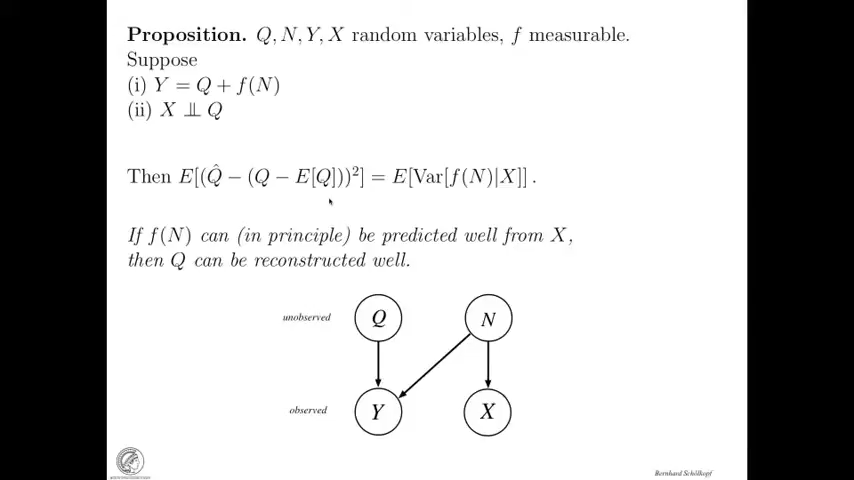 Proposition. Q, N, Y, X random variables, f measurable.
Suppose
(i) Y = Q + f(N)
(ii) X ⫫ Q
Then E[(Q̂ − (Q − E[Q]))²] = E[Var[f(N)|X]] .
If f(N) can (in principle) be predicted well from X,
then Q can be reconstructed well.
unobserved Q N
observed Y X
Bernhard Schölkopf